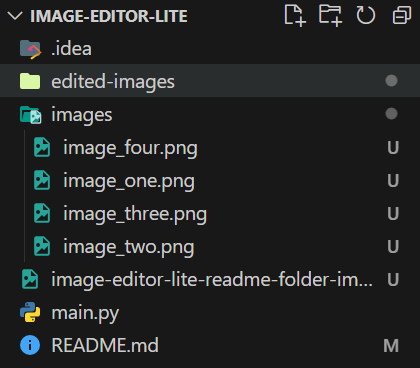 IMAGE-EDITOR-LITE
.idea
edited-images
images
image_four.png U
image_one.png U
image_three.png U
image_two.png U
image-editor-lite-readme-folder-im... U
main.py
README.md M